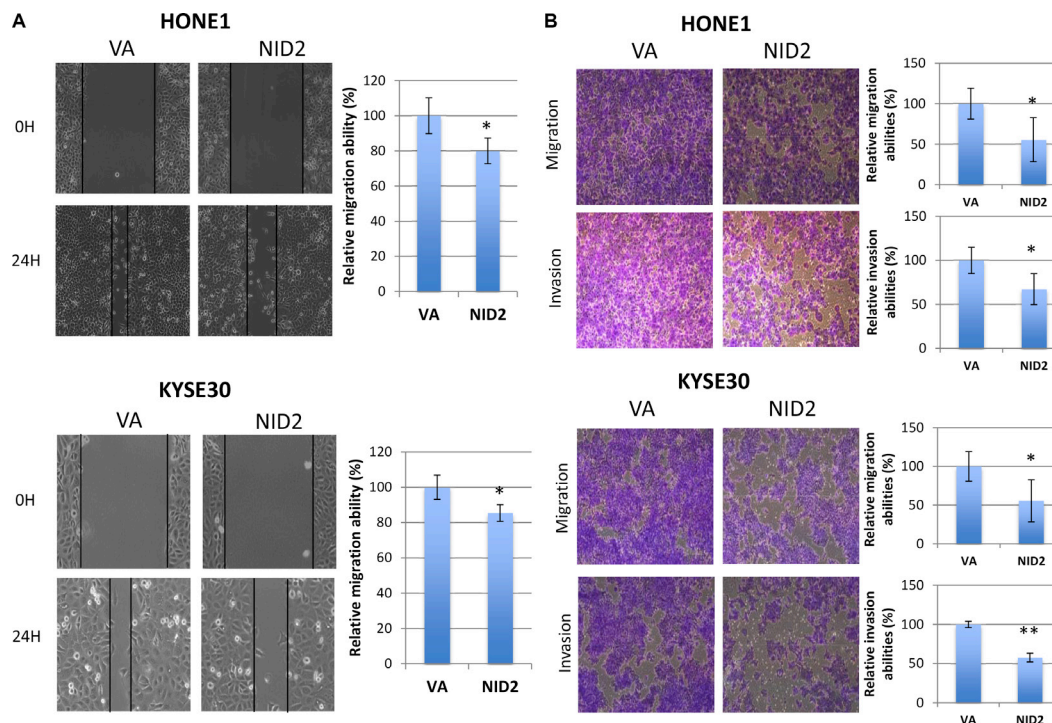 A
HONE1
VA
NID2
0H
24H
Relative migration ability (%)
120
100
80
60
40
20
0
*
VA
NID2
KYSE30
VA
NID2
0H
24H
Relative migration ability (%)
120
100
80
60
40
20
0
*
VA
NID2
B
HONE1
VA
NID2
Migration
Invasion
Relative migration
abilities (%)
150
100
50
0
*
VA
NID2
Relative invasion
abilities (%)
150
100
50
0
*
VA
NID2
KYSE30
VA
NID2
Migration
Invasion
Relative migration
abilities (%)
150
100
50
0
*
VA
NID2
Relative invasion
abilities (%)
150
100
50
0
**
VA
NID2